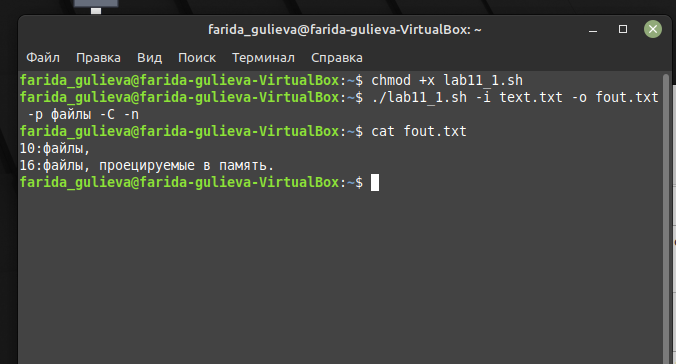 farida_gulieva@farida-gulieva-VirtualBox: ~
Файл Правка Вид Поиск Терминал Справка
farida_gulieva@farida-gulieva-VirtualBox:~$ chmod +x lab11_1.sh
farida_gulieva@farida-gulieva-VirtualBox:~$ ./lab11_1.sh -i text.txt -o fout.txt
-p файлы -C -n
farida_gulieva@farida-gulieva-VirtualBox:~$ cat fout.txt
10:файлы,
16:файлы, проецируемые в память.
farida_gulieva@farida-gulieva-VirtualBox:~$